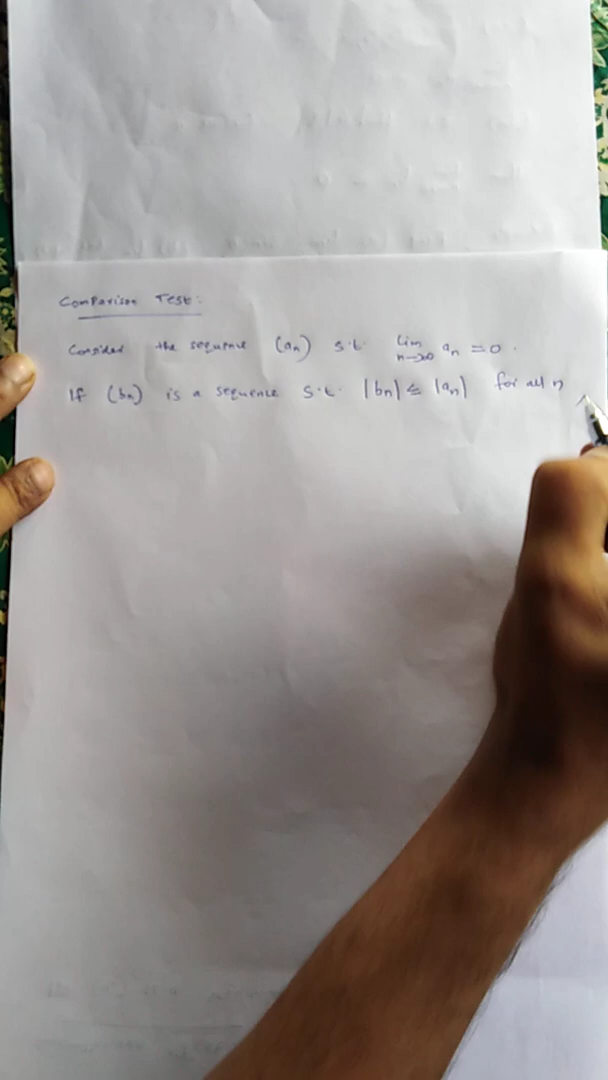 Comparison Test:
Consider the sequence (an) s.t. lim n→∞ an = 0.
If (bn) is a sequence s.t. |bn| ≤ |an| for all n